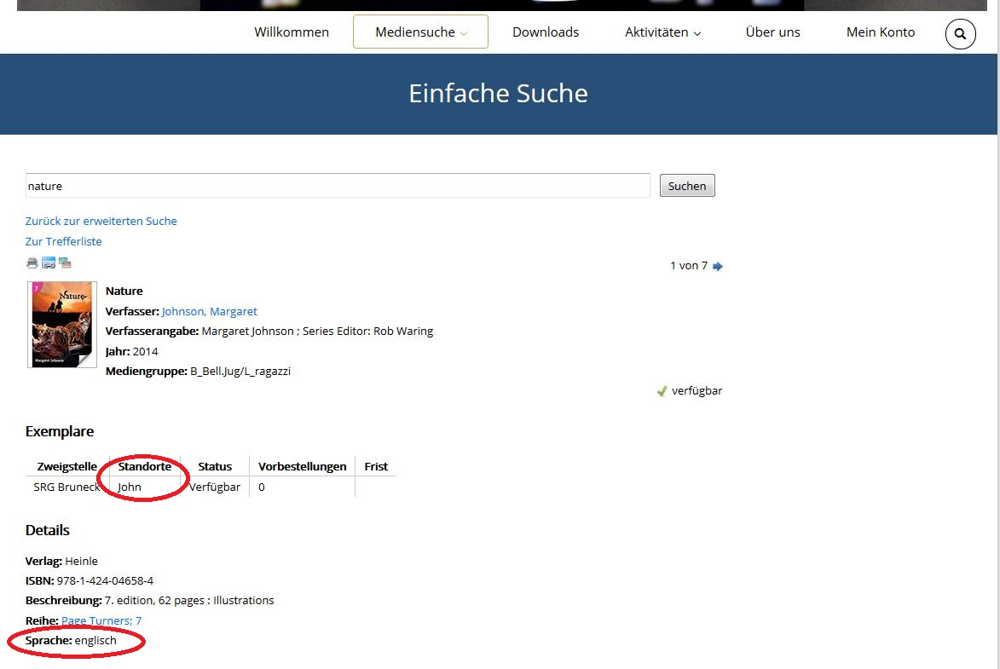 Willkommen Mediensuche Downloads Aktivitäten Über uns Mein Konto
Einfache Suche
nature Suchen
Zurück zur erweiterten Suche
Zur Trefferliste
1 von 7
7
Nature
Margaret Johnson
Nature
Verfasser: Johnson, Margaret
Verfasserangabe: Margaret Johnson ; Series Editor: Rob Waring
Jahr: 2014
Mediengruppe: B_Bell.Jug/L_ragazzi
verfügbar
Exemplare
Zweigstelle Standorte Status Vorbestellungen Frist
SRG Bruneck John Verfügbar 0
Details
Verlag: Heinle
ISBN: 978-1-424-04658-4
Beschreibung: 7. edition, 62 pages : Illustrations
Reihe: Page Turners; 7
Sprache: englisch